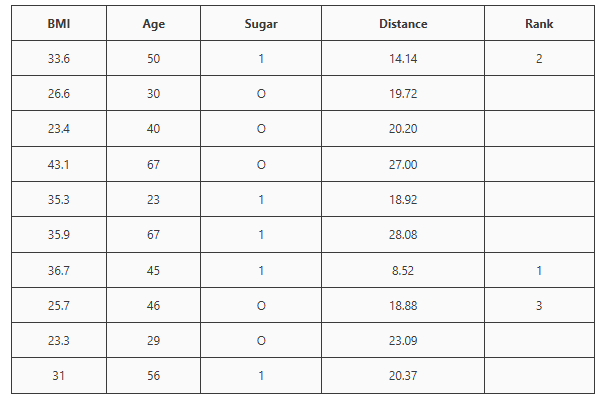 BMI Age Sugar Distance Rank
33.6 50 1 14.14 2
26.6 30 O 19.72
23.4 40 O 20.20
43.1 67 O 27.00
35.3 23 1 18.92
35.9 67 1 28.08
36.7 45 1 8.52 1
25.7 46 O 18.88 3
23.3 29 O 23.09
31 56 1 20.37